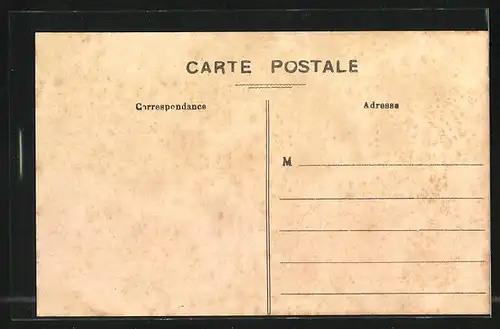 CARTE POSTALE
Correspondance
Adresse
M